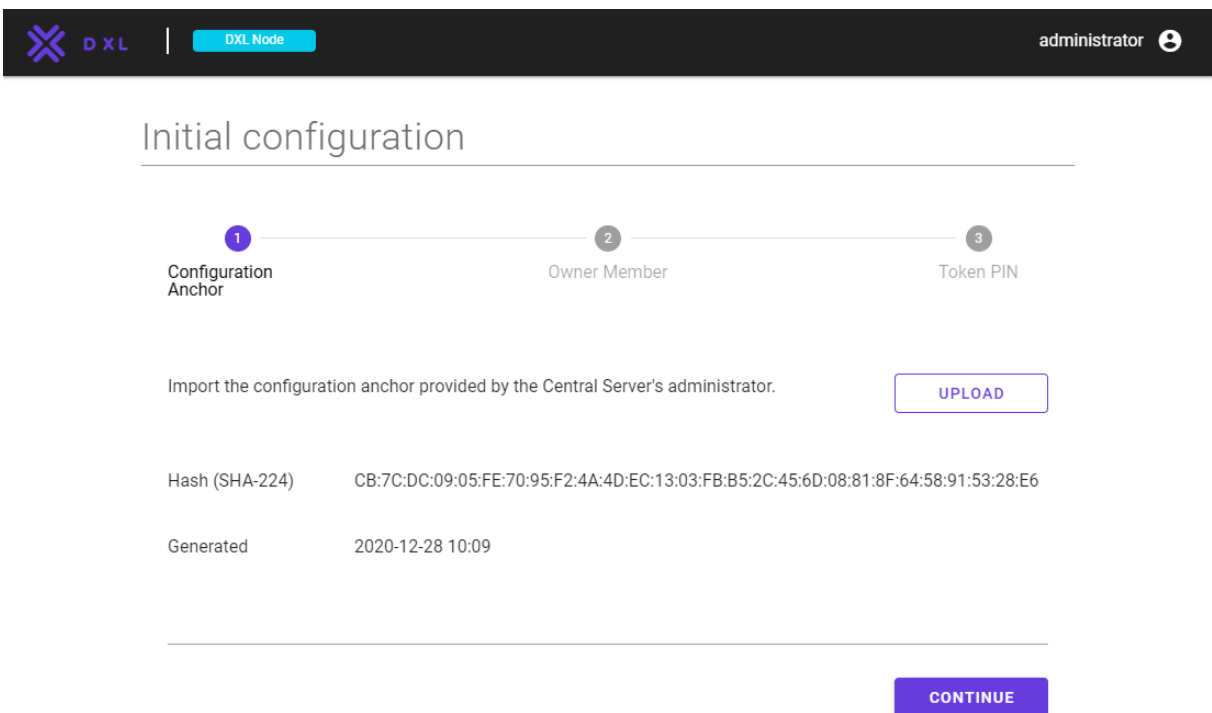 DXL
DXL Node
administrator
Initial configuration
1
2
3
Configuration
Anchor
Owner Member
Token PIN
Import the configuration anchor provided by the Central Server's administrator.
UPLOAD
Hash (SHA-224)
CB:7C:DC:09:05:FE:70:95:F2:4A:4D:EC:13:03:FB:B5:2C:45:6D:08:81:8F:64:58:91:53:28:E6
Generated
2020-12-28 10:09
CONTINUE